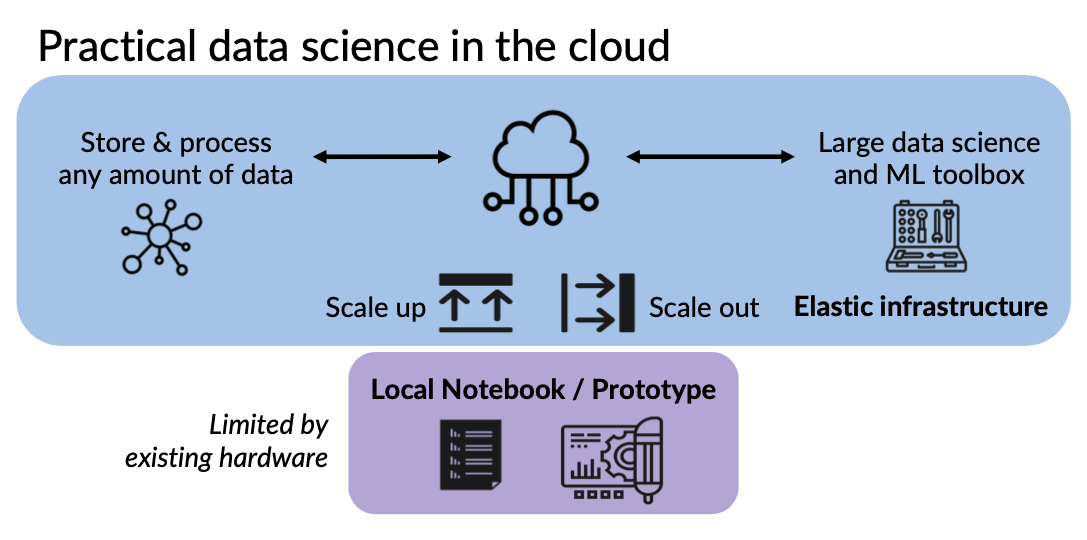 Practical data science in the cloud
Store & process
any amount of data
Large data science
and ML toolbox
Scale up
Scale out
Elastic infrastructure
Local Notebook / Prototype
Limited by
existing hardware